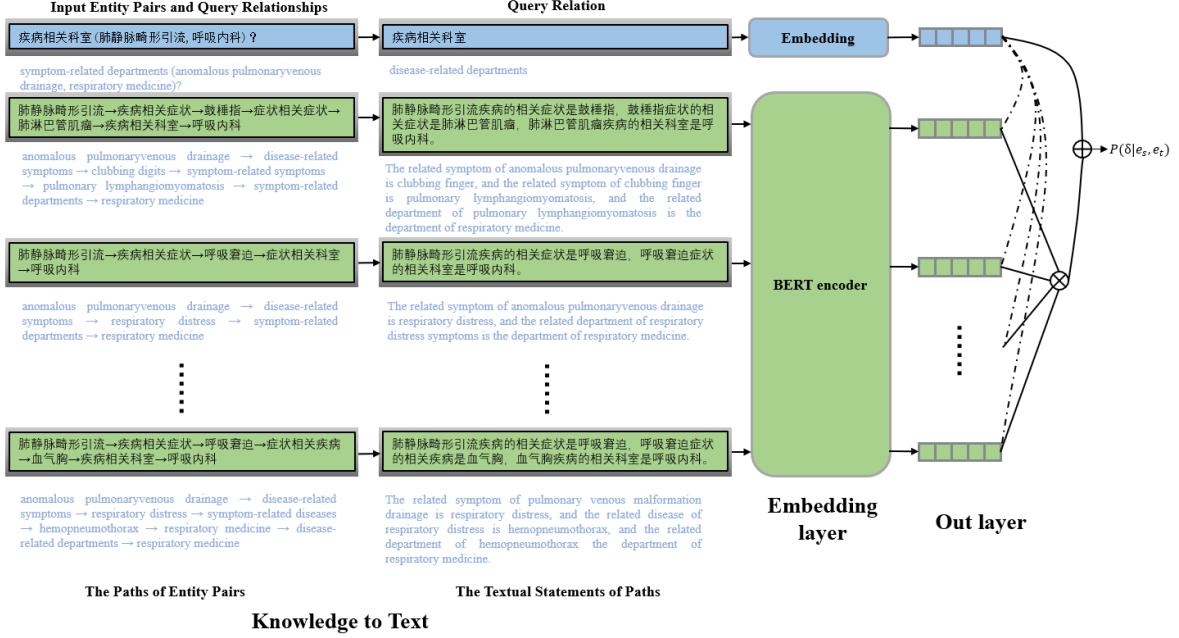 Input Entity Pairs and Query Relationships
Query Relation
疾病相关科室(肺静脉畸形引流,呼吸内科)?
疾病相关科室
Embedding
symptom-related departments (anomalous pulmonaryvenous
drainage, respiratory medicine)?
disease-related departments
肺静脉畸形引流→疾病相关症状→鼓棰指→症状相关症状→
肺淋巴管肌瘤→疾病相关科室→呼吸内科
肺静脉畸形引流疾病的相关症状是鼓棰指，鼓棰指症状的相
关症状是肺淋巴管肌瘤，肺淋巴管肌瘤疾病的相关科室是呼
吸内科。
anomalous pulmonaryvenous drainage → disease-related
symptoms → clubbing digits → symptom-related symptoms
→ pulmonary lymphangiomyomatosis → symptom-related
departments → respiratory medicine
The related symptom of anomalous pulmonaryvenous drainage
is clubbing finger, and the related symptom of clubbing finger
is pulmonary lymphangiomyomatosis, and the related
department of pulmonary lymphangiomyomatosis is the
department of respiratory medicine.
P(δ|e_s, e_t)
肺静脉畸形引流→疾病相关症状→呼吸窘迫→症状相关科室
→呼吸内科
肺静脉畸形引流疾病的相关症状是呼吸窘迫，呼吸窘迫症状
的相关科室是呼吸内科。
BERT encoder
anomalous pulmonaryvenous drainage → disease-related
symptoms → respiratory distress → symptom-related
departments → respiratory medicine
The related symptom of anomalous pulmonaryvenous drainage
is respiratory distress, and the related department of respiratory
distress symptoms is the department of respiratory medicine.
肺静脉畸形引流→疾病相关症状→呼吸窘迫→症状相关疾病
→血气胸→疾病相关科室→呼吸内科
肺静脉畸形引流疾病的相关症状是呼吸窘迫，呼吸窘迫症状
的相关疾病是血气胸，血气胸疾病的相关科室是呼吸内科。
anomalous pulmonaryvenous drainage → disease-related
symptoms → respiratory distress → symptom-related diseases
→ hemopneumothorax → respiratory medicine → disease-
related departments → respiratory medicine
The related symptom of pulmonary venous malformation
drainage is respiratory distress, and the related disease of
respiratory distress is hemopneumothorax, and the related
department of hemopneumothorax the department of
respiratory medicine.
Embedding
layer
Out layer
The Paths of Entity Pairs
The Textual Statements of Paths
Knowledge to Text